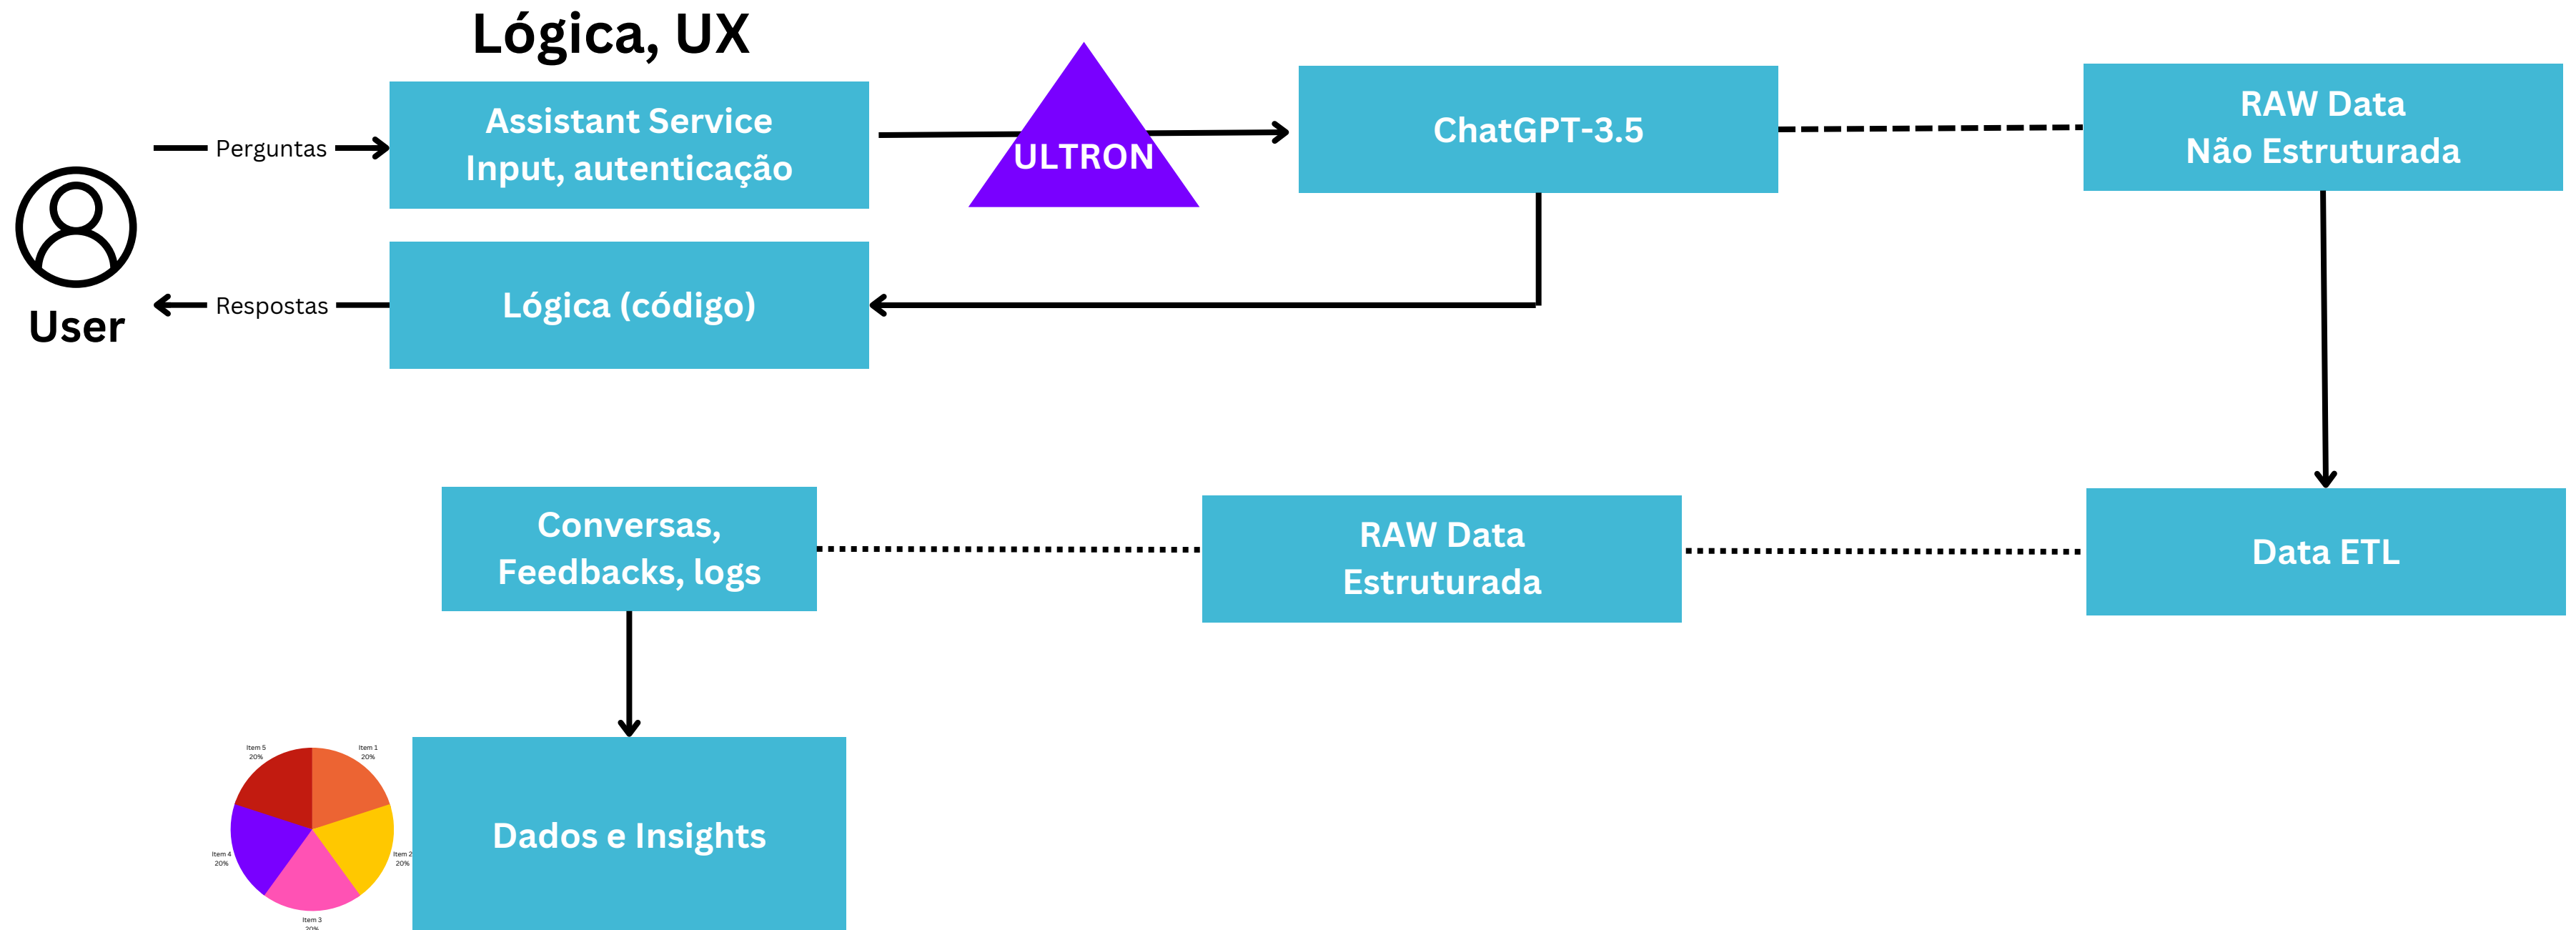 Lógica, UX
Perguntas
Assistant Service
Input, autenticação
ULTRON
ChatGPT-3.5
RAW Data
Não Estruturada
User
Respostas
Lógica (código)
Conversas,
Feedbacks, logs
RAW Data
Estruturada
Data ETL
Dados e Insights
Item 5
20%
Item 1
20%
Item 4
20%
Item 2
20%
Item 3
20%